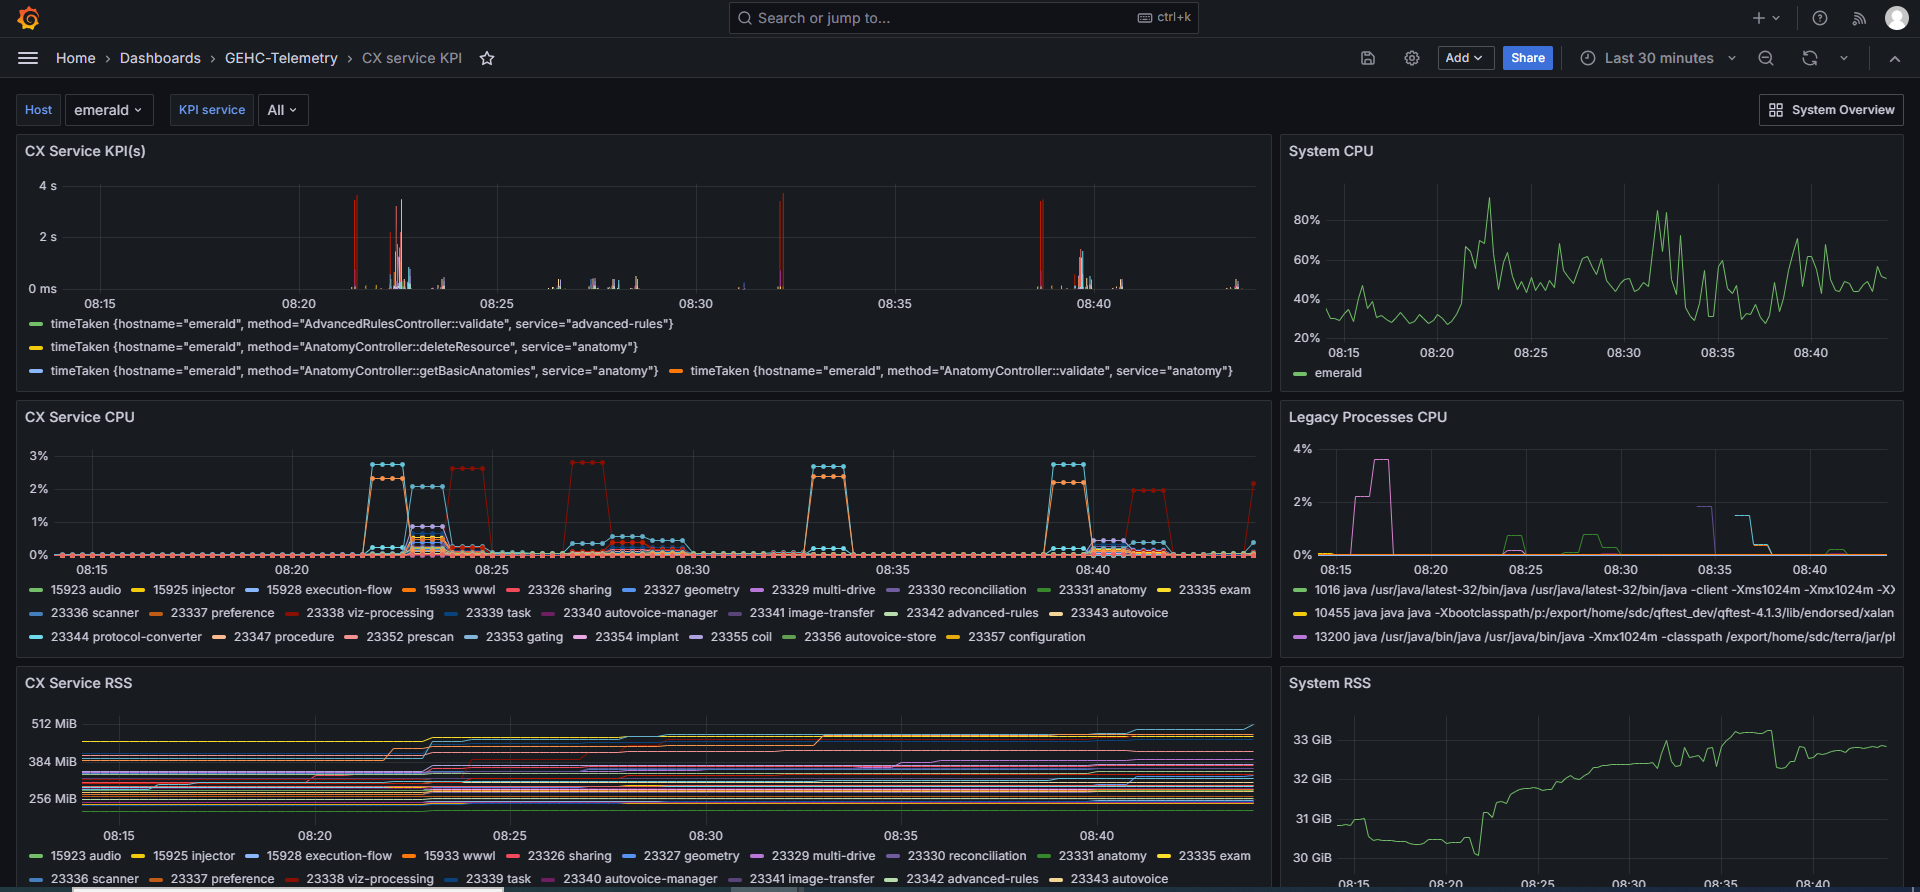 Search or jump to... ctrl+k
Home › Dashboards › GEHC-Telemetry › CX service KPI
Add Share Last 30 minutes
Host emerald KPI service All System Overview
CX Service KPI(s)
4 s
2 s
0 ms
08:15 08:20 08:25 08:30 08:35 08:40
timeTaken {hostname="emerald", method="AdvancedRulesController::validate", service="advanced-rules"}
timeTaken {hostname="emerald", method="AnatomyController::deleteResource", service="anatomy"}
timeTaken {hostname="emerald", method="AnatomyController::getBasicAnatomies", service="anatomy"} timeTaken {hostname="emerald", method="AnatomyController::validate", service="anatomy"}
System CPU
80%
60%
40%
20%
08:15 08:20 08:25 08:30 08:35 08:40
emerald
CX Service CPU
3%
2%
1%
0%
08:15 08:20 08:25 08:30 08:35 08:40
15923 audio 15925 injector 15928 execution-flow 15933 wwwl 23326 sharing 23327 geometry 23329 multi-drive 23330 reconciliation 23331 anatomy 23335 exam
23336 scanner 23337 preference 23338 viz-processing 23339 task 23340 autovoice-manager 23341 image-transfer 23342 advanced-rules 23343 autovoice
23344 protocol-converter 23347 procedure 23352 prescan 23353 gating 23354 implant 23355 coil 23356 autovoice-store 23357 configuration
Legacy Processes CPU
4%
2%
0%
08:15 08:20 08:25 08:30 08:35 08:40
1016 java /usr/java/latest-32/bin/java /usr/java/latest-32/bin/java -client -Xms1024m -Xmx1024m -XX
10455 java java java -Xbootclasspath/p:/export/home/sdc/qftest_dev/qftest-4.1.3/lib/endorsed/xalan
13200 java /usr/java/bin/java /usr/java/bin/java -Xmx1024m -classpath /export/home/sdc/terra/jar/pl
CX Service RSS
512 MiB
384 MiB
256 MiB
08:15 08:20 08:25 08:30 08:35 08:40
15923 audio 15925 injector 15928 execution-flow 15933 wwwl 23326 sharing 23327 geometry 23329 multi-drive 23330 reconciliation 23331 anatomy 23335 exam
23336 scanner 23337 preference 23338 viz-processing 23339 task 23340 autovoice-manager 23341 image-transfer 23342 advanced-rules 23343 autovoice
System RSS
33 GiB
32 GiB
31 GiB
30 GiB
08:15 08:20 08:25 08:30 08:35 08:40